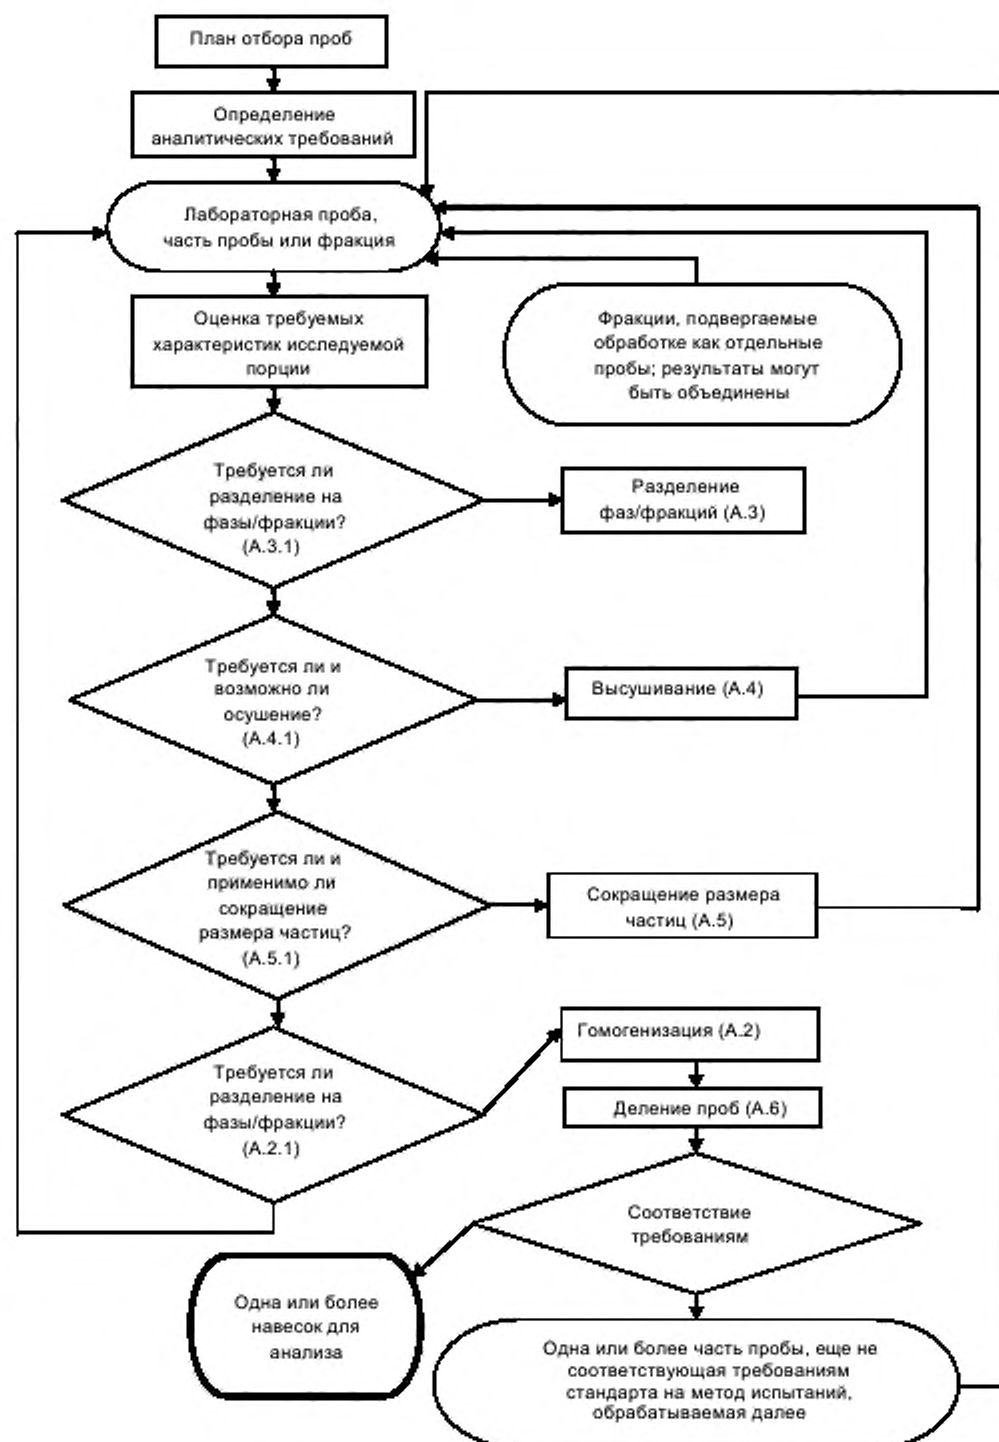 План отбора проб
Определение
аналитических требований
Лабораторная проба,
часть пробы или фракция
Оценка требуемых
характеристик исследуемой
порции
Фракции, подвергаемые
обработке как отдельные
пробы; результаты могут
быть объединены
Требуется ли
разделение на
фазы/фракции?
(А.3.1)
Разделение
фаз/фракций (А.3)
Требуется ли и
возможно ли
осушение?
(А.4.1)
Высушивание (А.4)
Требуется ли и
применимо ли
сокращение
размера частиц?
(А.5.1)
Сокращение размера
частиц (А.5)
Требуется ли
разделение на
фазы/фракции?
(А.2.1)
Гомогенизация (А.2)
Деление проб (А.6)
Соответствие
требованиям
Одна или более
навесок для
анализа
Одна или более часть пробы, еще не
соответствующая требованиям
стандарта на метод испытаний,
обрабатываемая далее